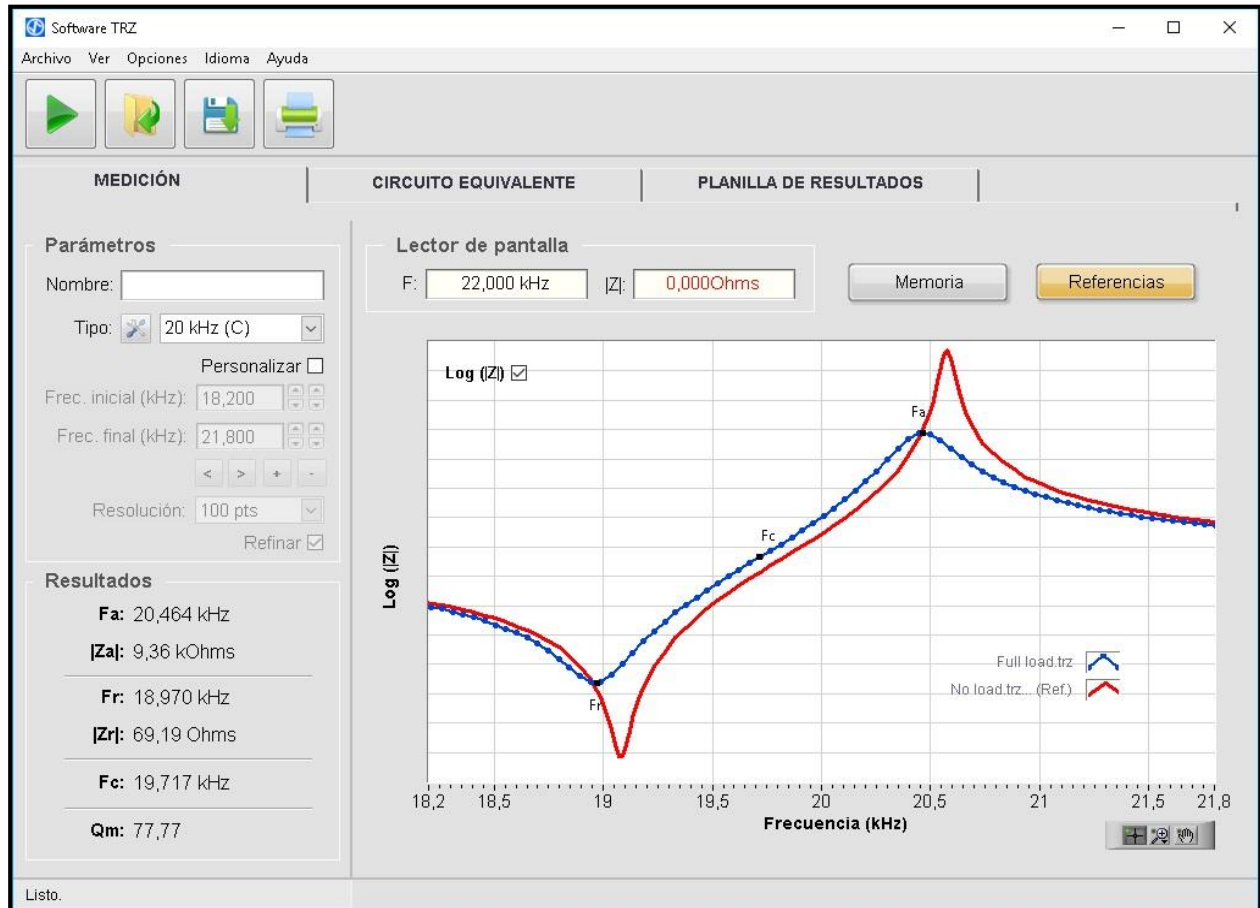 Software TRZ
Archivo Ver Opciones Idioma Ayuda
MEDICIÓN
CIRCUITO EQUIVALENTE
PLANILLA DE RESULTADOS
Parámetros
Nombre:
Tipo: 20 kHz (C)
Personalizar
Frec. inicial (kHz): 18,200
Frec. final (kHz): 21,800
< > + -
Resolución: 100 pts
Refinar
Resultados
Fa: 20,464 kHz
|Za|: 9,36 kOhms
Fr: 18,970 kHz
|Zr|: 69,19 Ohms
Fc: 19,717 kHz
Qm: 77,77
Lector de pantalla
F: 22,000 kHz |Z|: 0,000Ohms
Memoria
Referencias
Log (|Z|)
Fa
Fc
Fr
Log (|Z|)
Full load.trz
No load.trz... (Ref.)
18,2 18,5 19 19,5 20 20,5 21 21,5 21,8
Frecuencia (kHz)
Listo.